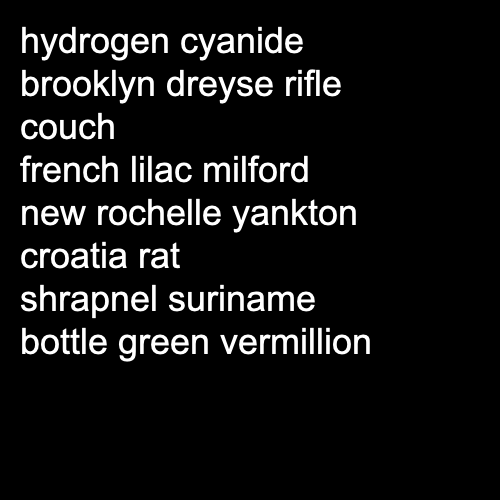 hydrogen cyanide
brooklyn dreyse rifle
couch
french lilac milford
new rochelle yankton
croatia rat
shrapnel suriname
bottle green vermillion